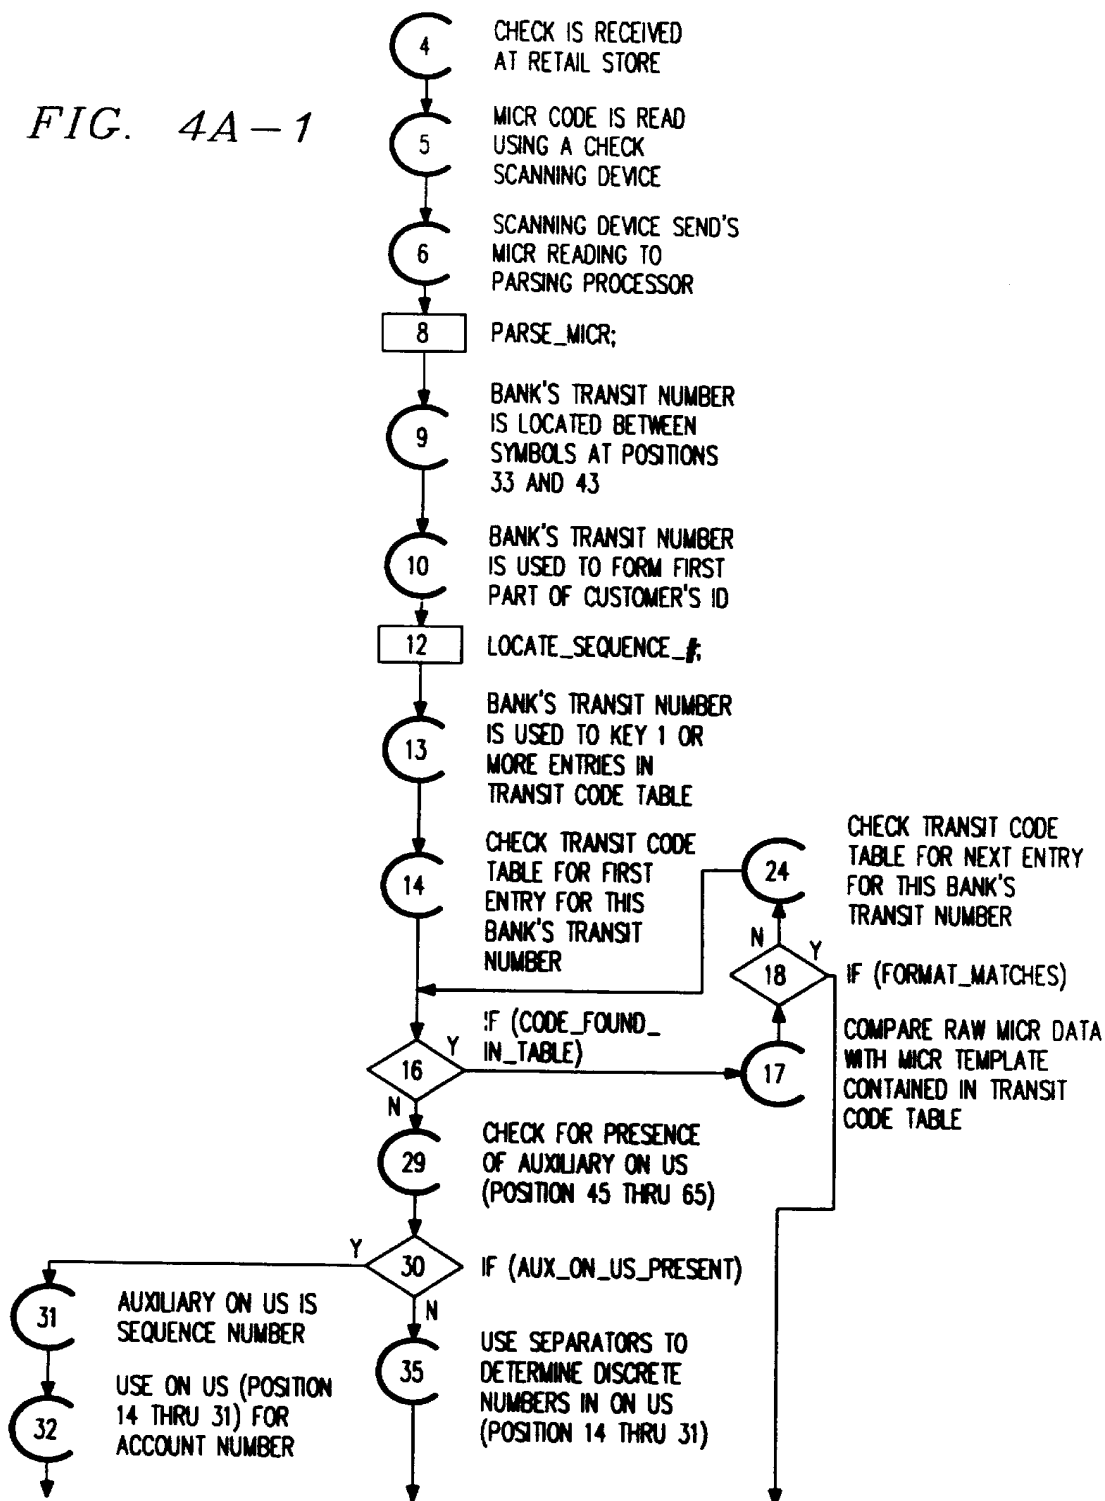 FIG. 4A-1
4
CHECK IS RECEIVED
AT RETAIL STORE
5
MICR CODE IS READ
USING A CHECK
SCANNING DEVICE
6
SCANNING DEVICE SEND'S
MICR READING TO
PARSING PROCESSOR
8
PARSE_MICR;
9
BANK'S TRANSIT NUMBER
IS LOCATED BETWEEN
SYMBOLS AT POSITIONS
33 AND 43
10
BANK'S TRANSIT NUMBER
IS USED TO FORM FIRST
PART OF CUSTOMER'S ID
12
LOCATE_SEQUENCE_#;
13
BANK'S TRANSIT NUMBER
IS USED TO KEY 1 OR
MORE ENTRIES IN
TRANSIT CODE TABLE
14
CHECK TRANSIT CODE
TABLE FOR FIRST
ENTRY FOR THIS
BANK'S TRANSIT
NUMBER
24
CHECK TRANSIT CODE
TABLE FOR NEXT ENTRY
FOR THIS BANK'S
TRANSIT NUMBER
N
Y
18
IF (FORMAT_MATCHES)
16
Y
N
IF (CODE_FOUND_
IN_TABLE)
17
COMPARE RAW MICR DATA
WITH MICR TEMPLATE
CONTAINED IN TRANSIT
CODE TABLE
29
CHECK FOR PRESENCE
OF AUXILIARY ON US
(POSITION 45 THRU 65)
Y
30
N
IF (AUX_ON_US_PRESENT)
31
AUXILIARY ON US IS
SEQUENCE NUMBER
32
USE ON US (POSITION
14 THRU 31) FOR
ACCOUNT NUMBER
35
USE SEPARATORS TO
DETERMINE DISCRETE
NUMBERS IN ON US
(POSITION 14 THRU 31)